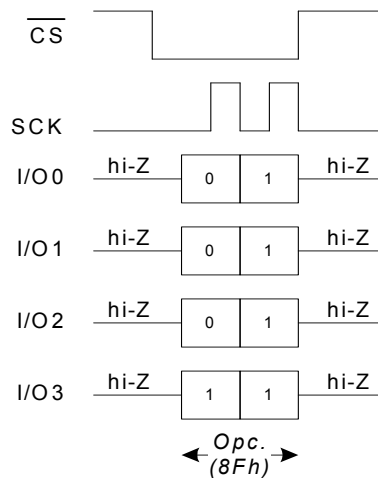 CS
SCK
I/O0 hi-Z 0 1 hi-Z
I/O1 hi-Z 0 1 hi-Z
I/O2 hi-Z 0 1 hi-Z
I/O3 hi-Z 1 1 hi-Z
Opc.
(8Fh)